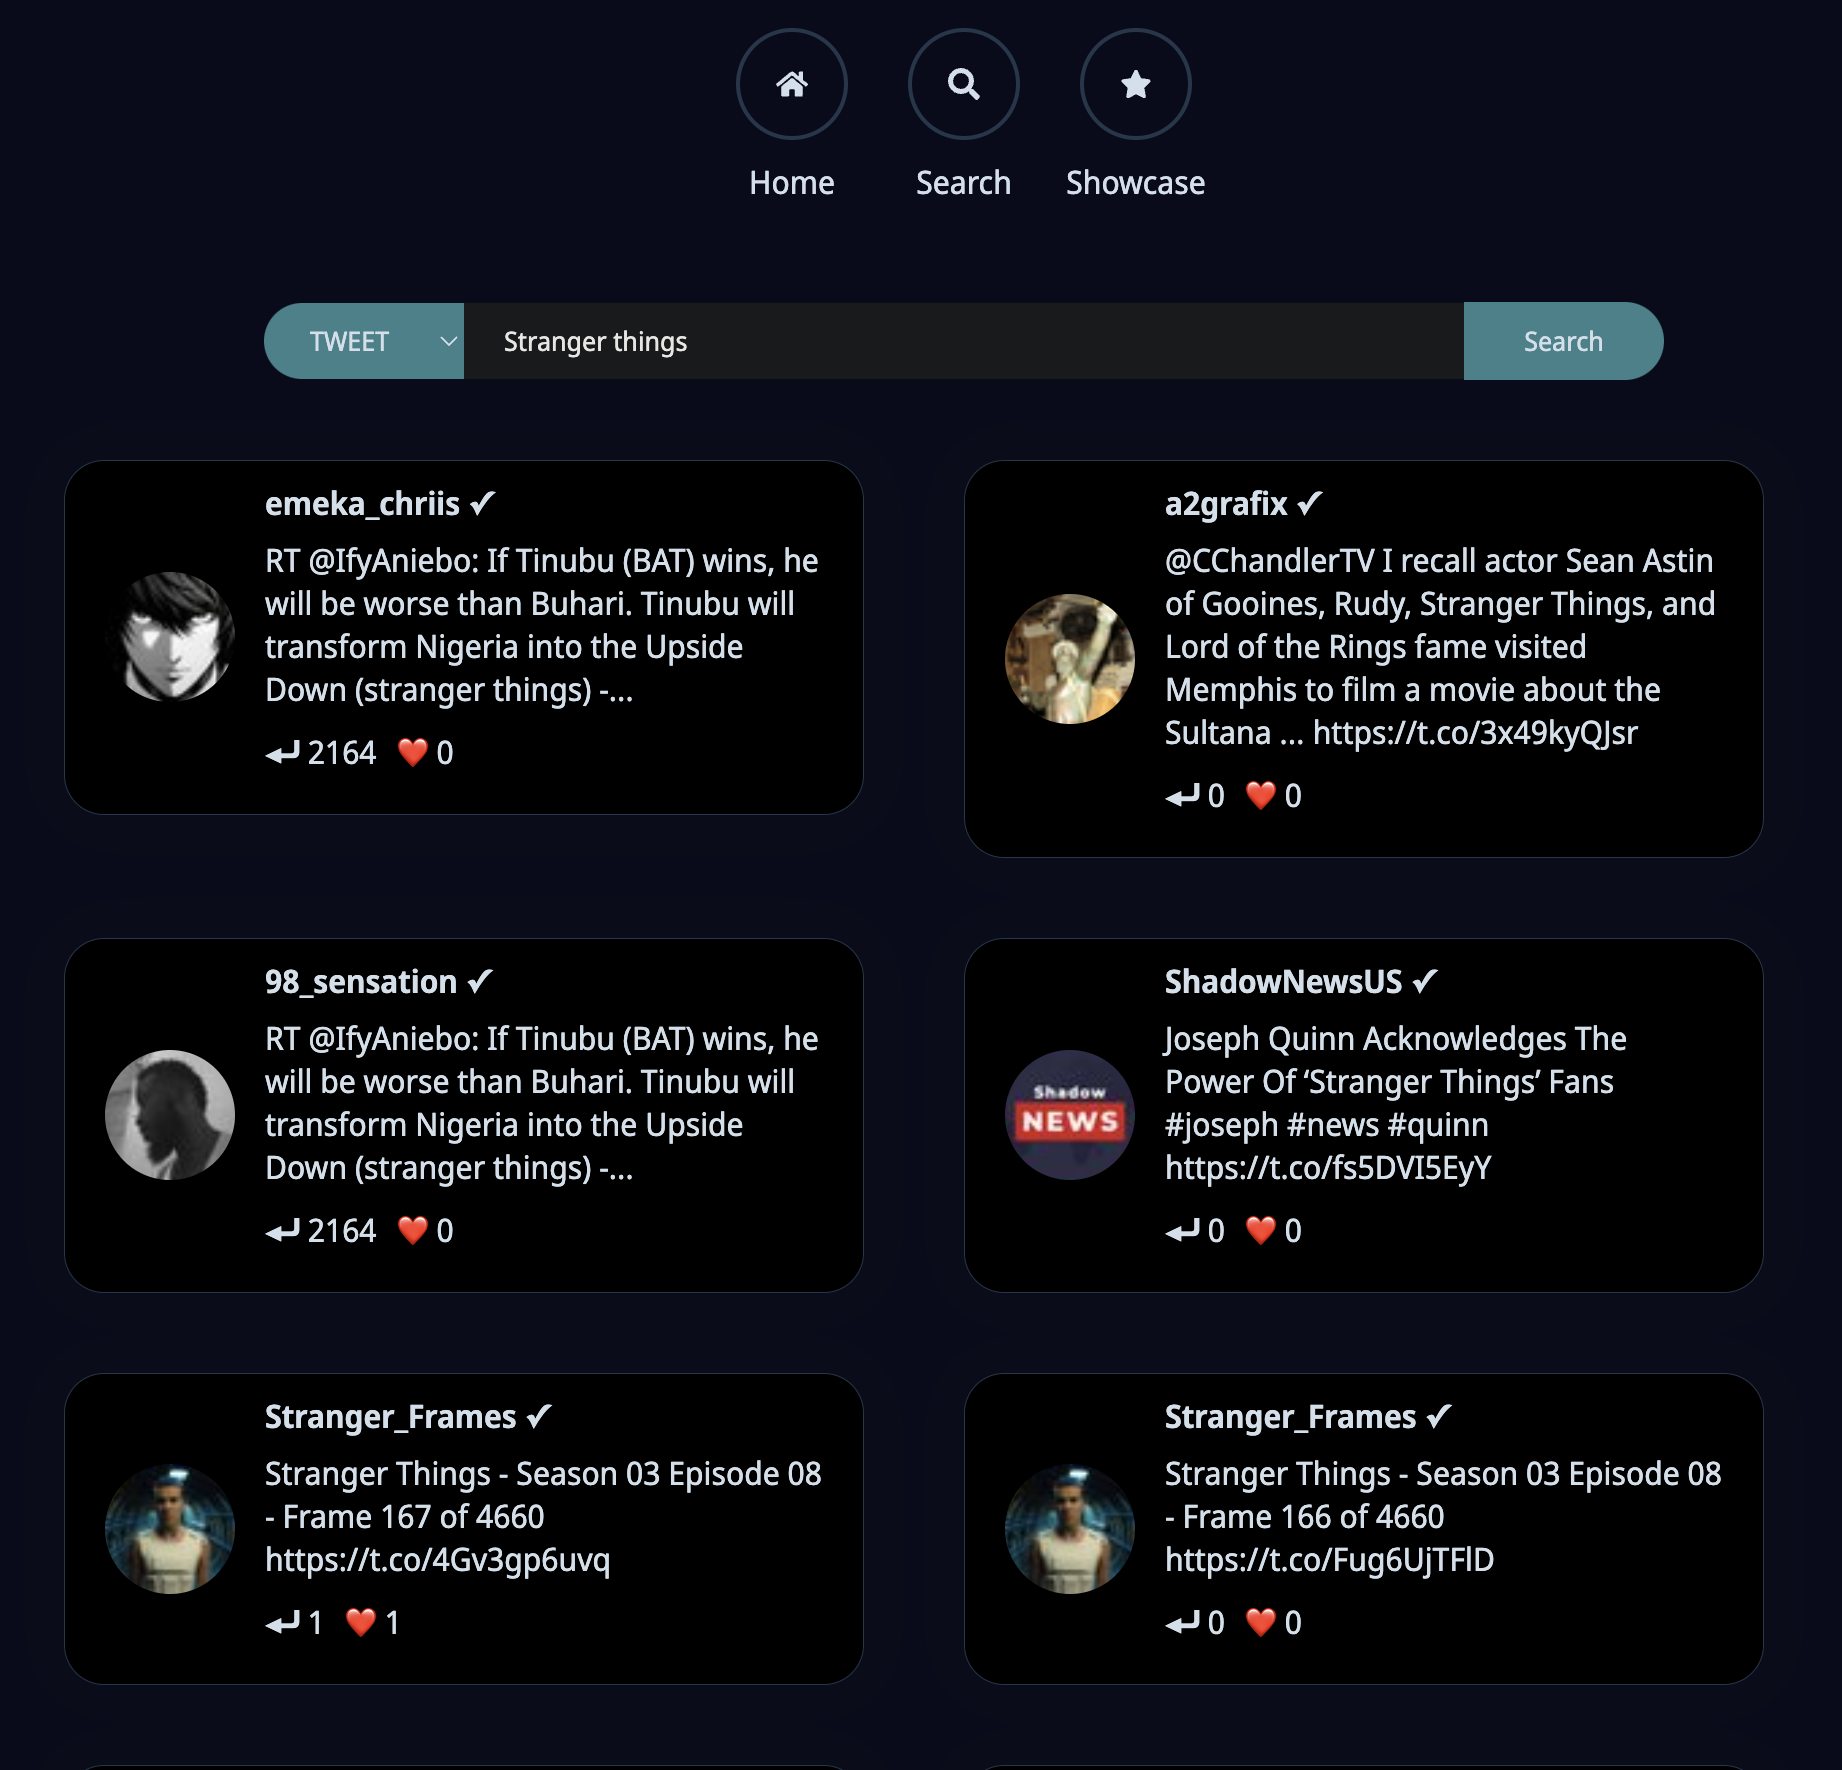 Home
Search
Showcase
TWEET
Stranger things
Search
emeka_chriis ✔
RT @IfyAniebo: If Tinubu (BAT) wins, he
will be worse than Buhari. Tinubu will
transform Nigeria into the Upside
Down (stranger things) -…
2164 ❤️ 0
a2grafix ✔
@CChandlerTV I recall actor Sean Astin
of Gooines, Rudy, Stranger Things, and
Lord of the Rings fame visited
Memphis to film a movie about the
Sultana … https://t.co/3x49kyQJsr
0 ❤️ 0
98_sensation ✔
RT @IfyAniebo: If Tinubu (BAT) wins, he
will be worse than Buhari. Tinubu will
transform Nigeria into the Upside
Down (stranger things) -…
2164 ❤️ 0
Shadow
NEWS
ShadowNewsUS ✔
Joseph Quinn Acknowledges The
Power Of ‘Stranger Things’ Fans
#joseph #news #quinn
https://t.co/fs5DVI5EyY
0 ❤️ 0
Stranger_Frames ✔
Stranger Things - Season 03 Episode 08
- Frame 167 of 4660
https://t.co/4Gv3gp6uvq
1 ❤️ 1
Stranger_Frames ✔
Stranger Things - Season 03 Episode 08
- Frame 166 of 4660
https://t.co/Fug6UjTFlD
0 ❤️ 0